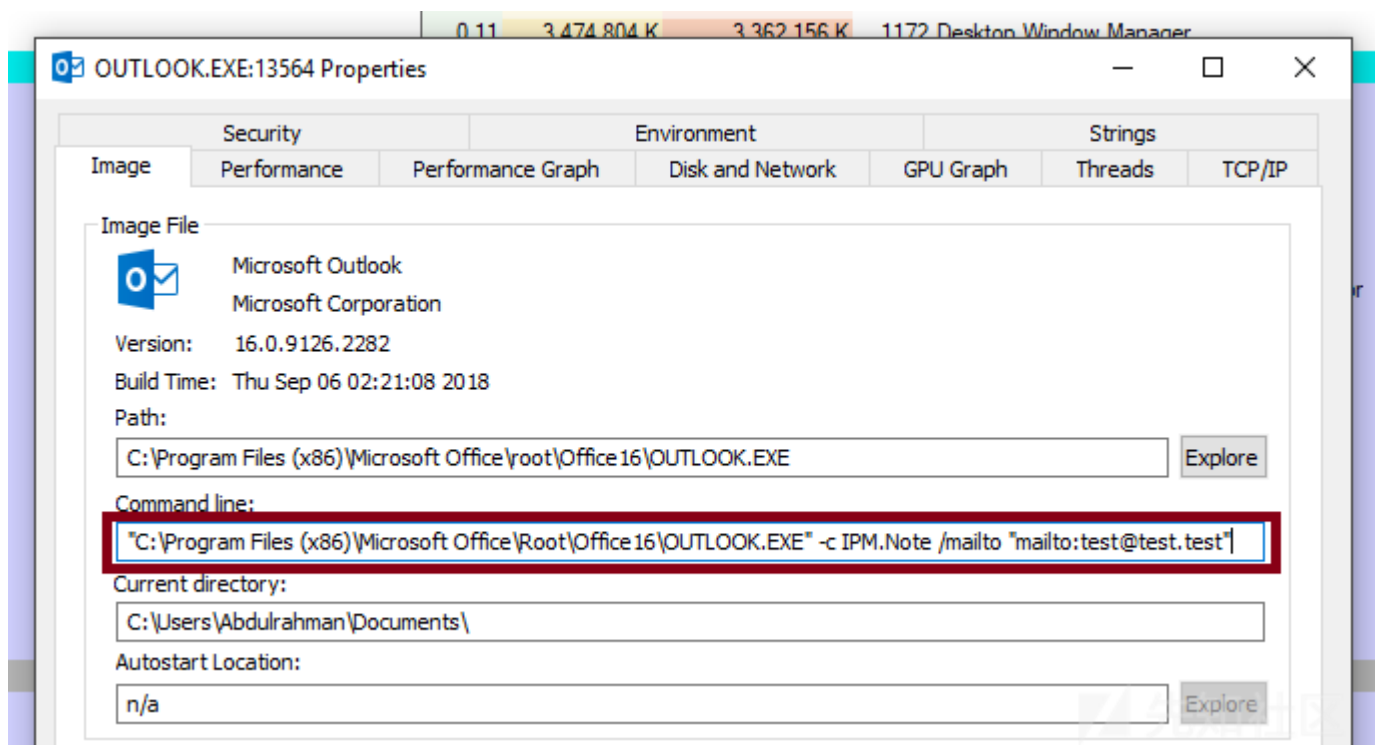 0.11 3,474,804 K 3,362,156 K 1172 Desktop Window Manager
OUTLOOK.EXE:13564 Properties
Security Environment Strings
Image Performance Performance Graph Disk and Network GPU Graph Threads TCP/IP
Image File
Microsoft Outlook
Microsoft Corporation
Version: 16.0.9126.2282
Build Time: Thu Sep 06 02:21:08 2018
Path:
C:\Program Files (x86)\Microsoft Office\root\Office16\OUTLOOK.EXE Explore
Command line:
"C:\Program Files (x86)\Microsoft Office\Root\Office16\OUTLOOK.EXE" -c IPM.Note /mailto "mailto:test@test.test"
Current directory:
C:\Users\Abdulrahman\Documents\
Autostart Location:
n/a Explore
先知社区